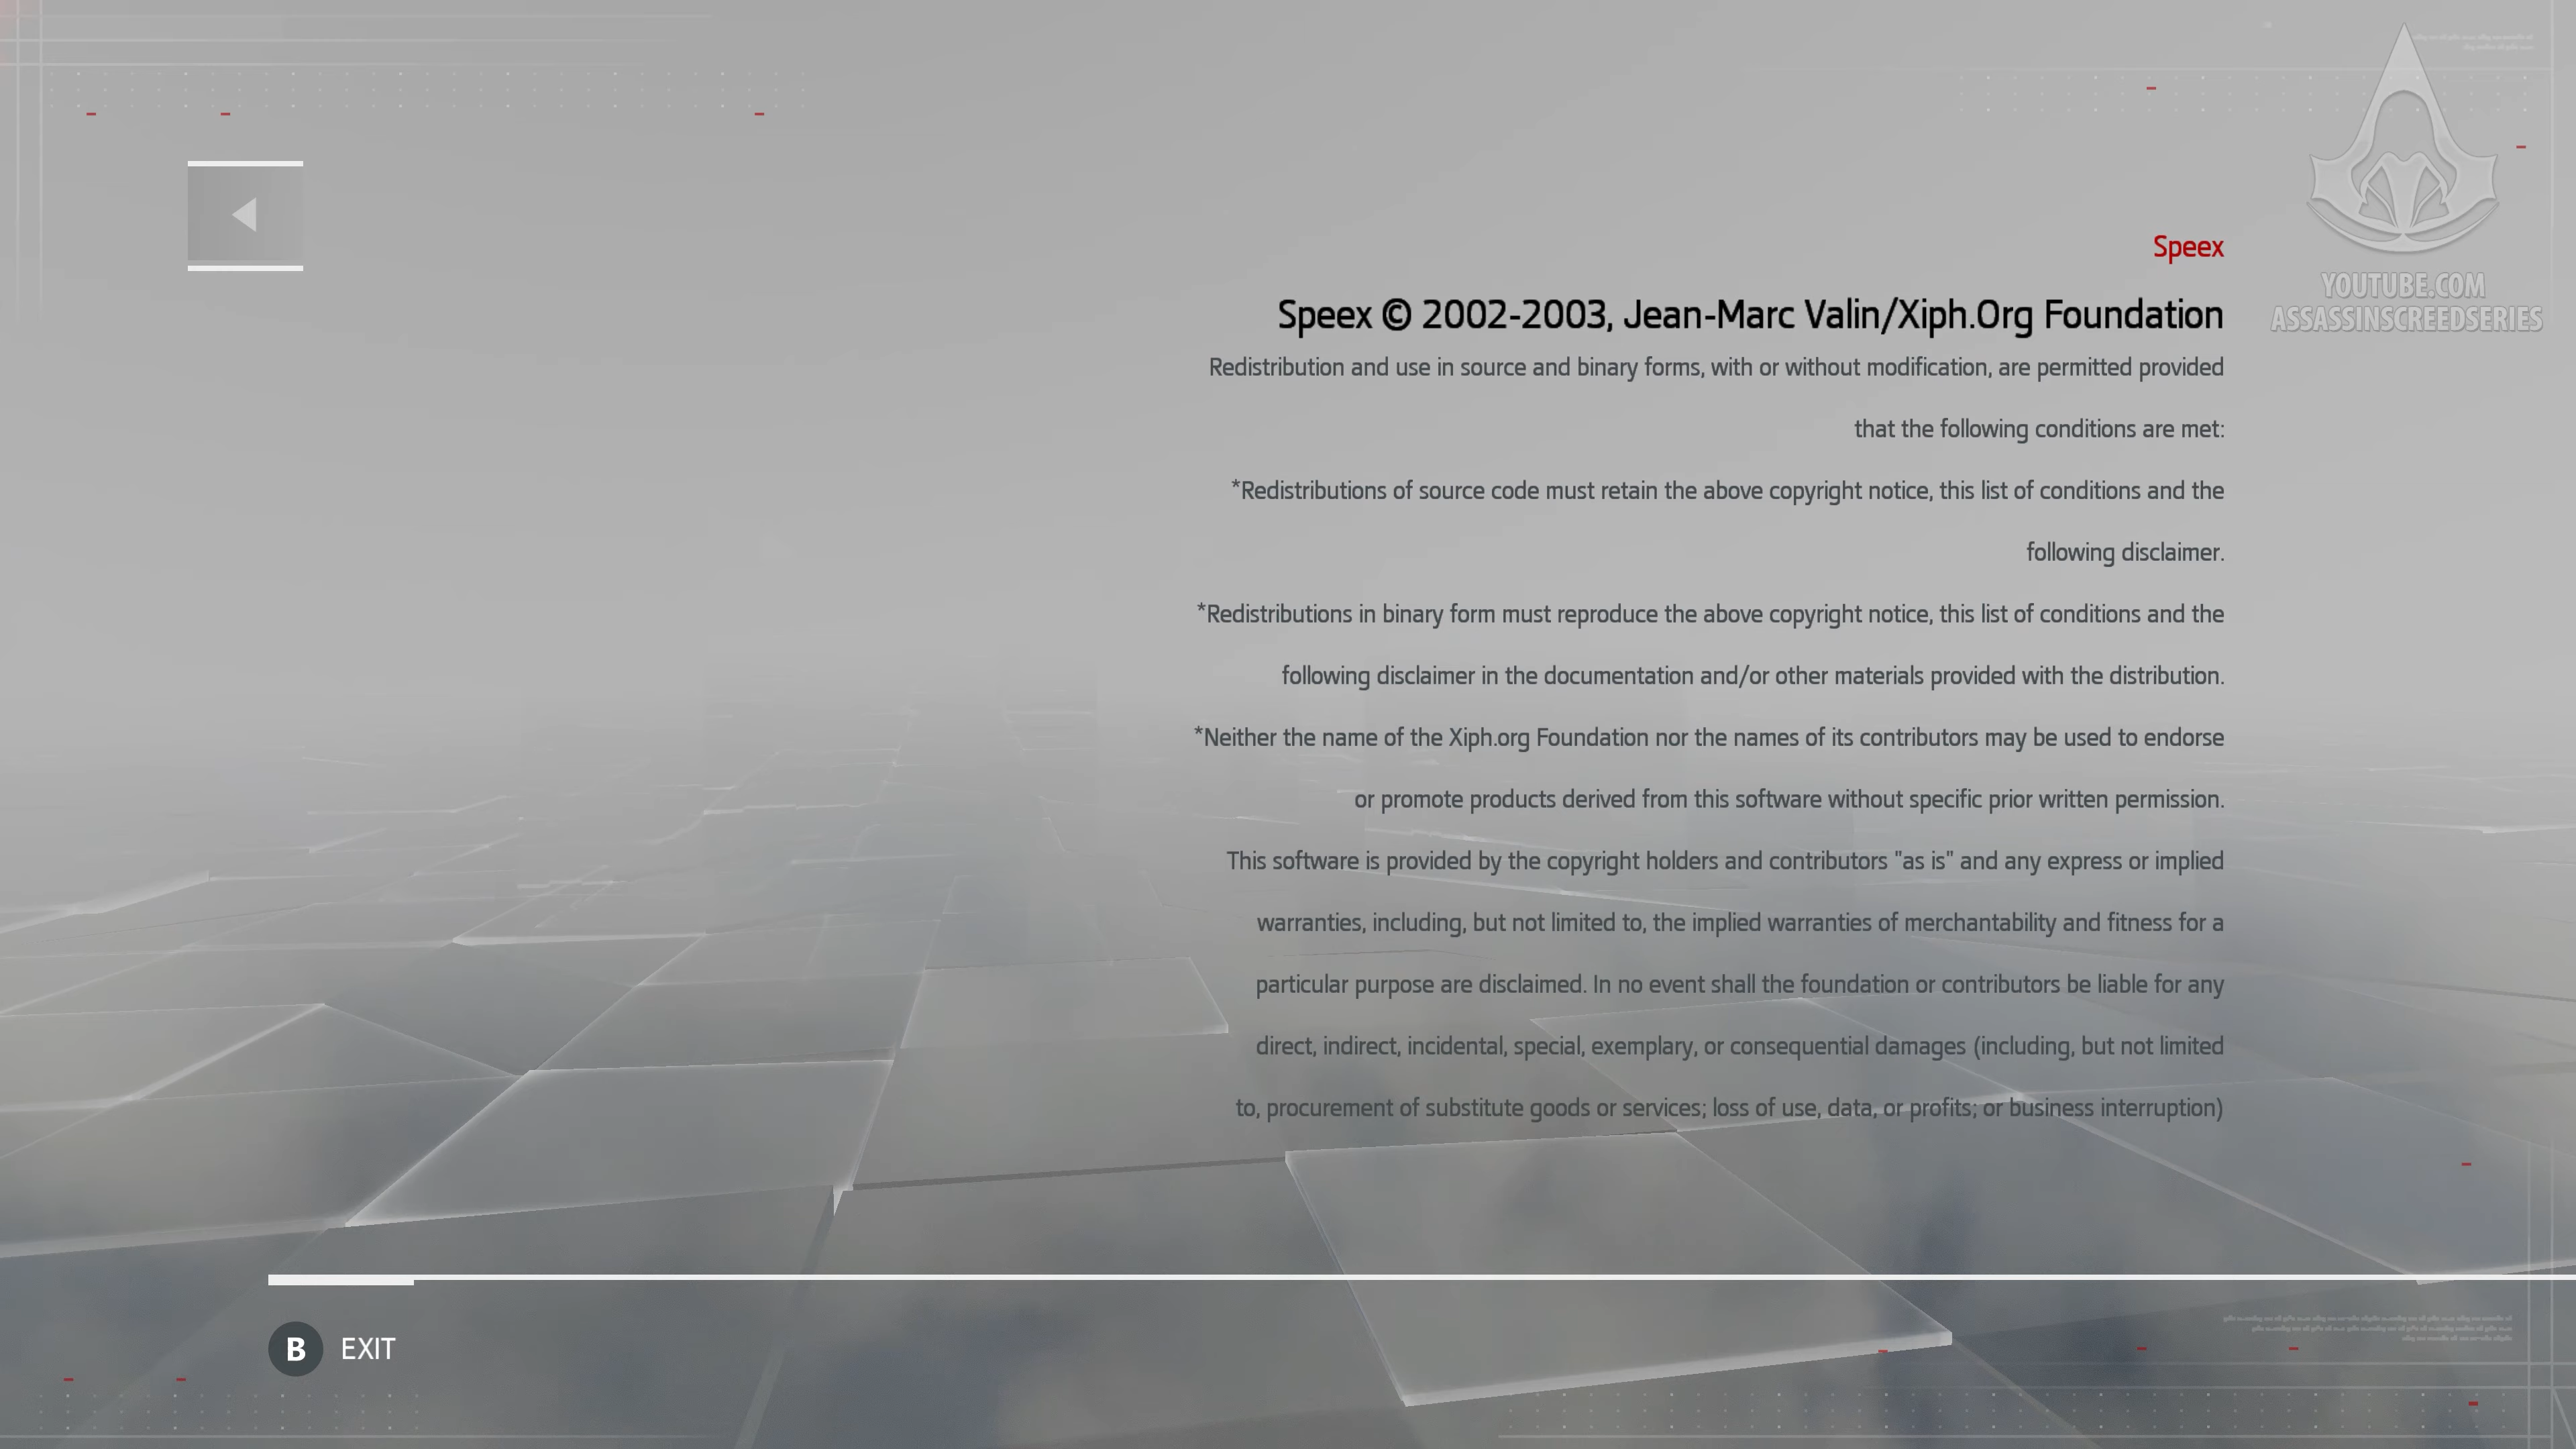 YOUTUBE.COM
ASSASSINSCREEDSERIES
Speex
Speex © 2002-2003, Jean-Marc Valin/Xiph.Org Foundation
Redistribution and use in source and binary forms, with or without modification, are permitted provided
that the following conditions are met:
*Redistributions of source code must retain the above copyright notice, this list of conditions and the
following disclaimer.
*Redistributions in binary form must reproduce the above copyright notice, this list of conditions and the
following disclaimer in the documentation and/or other materials provided with the distribution.
*Neither the name of the Xiph.org Foundation nor the names of its contributors may be used to endorse
or promote products derived from this software without specific prior written permission.
This software is provided by the copyright holders and contributors "as is" and any express or implied
warranties, including, but not limited to, the implied warranties of merchantability and fitness for a
particular purpose are disclaimed. In no event shall the foundation or contributors be liable for any
direct, indirect, incidental, special, exemplary, or consequential damages (including, but not limited
to, procurement of substitute goods or services; loss of use, data, or profits; or business interruption)
B EXIT